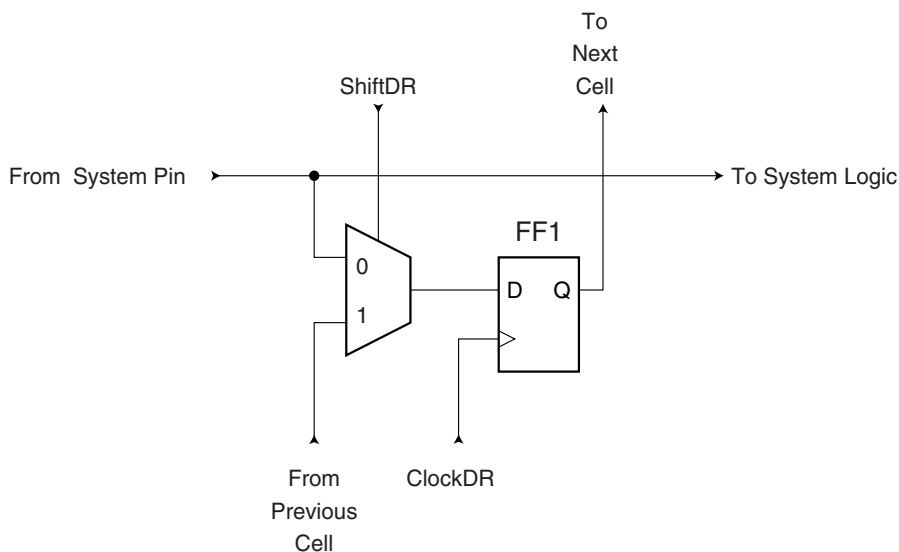 To
Next
Cell
ShiftDR
From System Pin
To System Logic
FF1
0
D Q
1
From
Previous
Cell
ClockDR